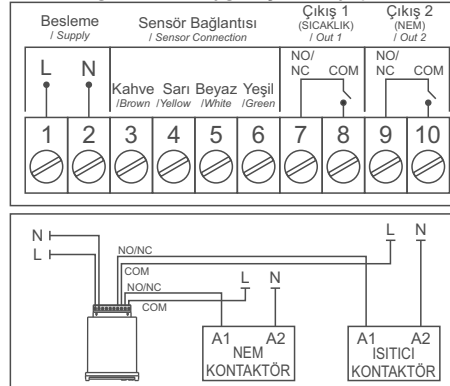 Besleme
/ Supply
Sensör Bağlantısı
/ Sensor Connection
Çıkış 1
(SICAKLIK)
/ Out 1
Çıkış 2
(NEM)
/ Out 2
L N
Kahve Sarı Beyaz Yeşil
/Brown /Yellow /White /Green
NO/
NC COM
NO/
NC COM
1 2 3 4 5 6 7 8 9 10
N
L
NO/NC
COM
NO/NC
COM
L N
L N
A1 A2
NEM
KONTAKTÖR
A1 A2
ISITICI
KONTAKTÖR